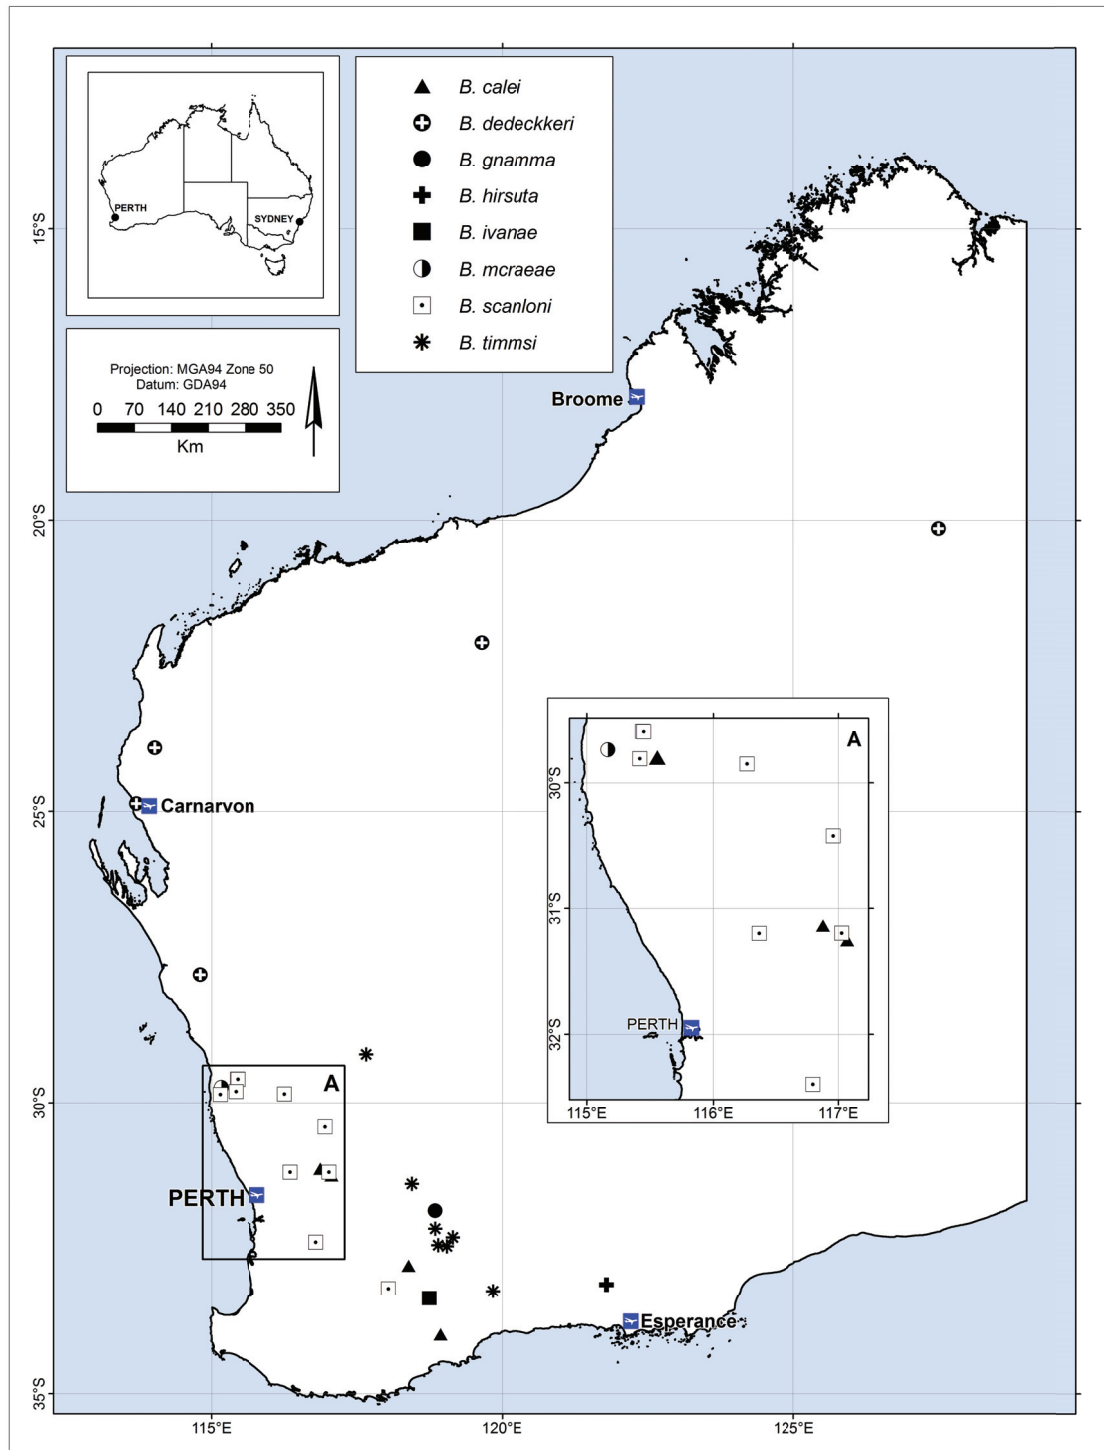 PERTH
SYDNEY
B. calei
B. dedeckkeri
B. gnamma
B. hirsuta
B. ivanae
B. mcraeae
B. scanloni
B. timmsi
Projection: MGA94 Zone 50
Datum: GDA94
0 70 140 210 280 350
Km
15°S
Broome
20°S
Carnarvon
25°S
A
30°S
31°S
PERTH
32°S
115°E 116°E 117°E
30°S
A
PERTH
Esperance
35°S
115°E 120°E 125°E